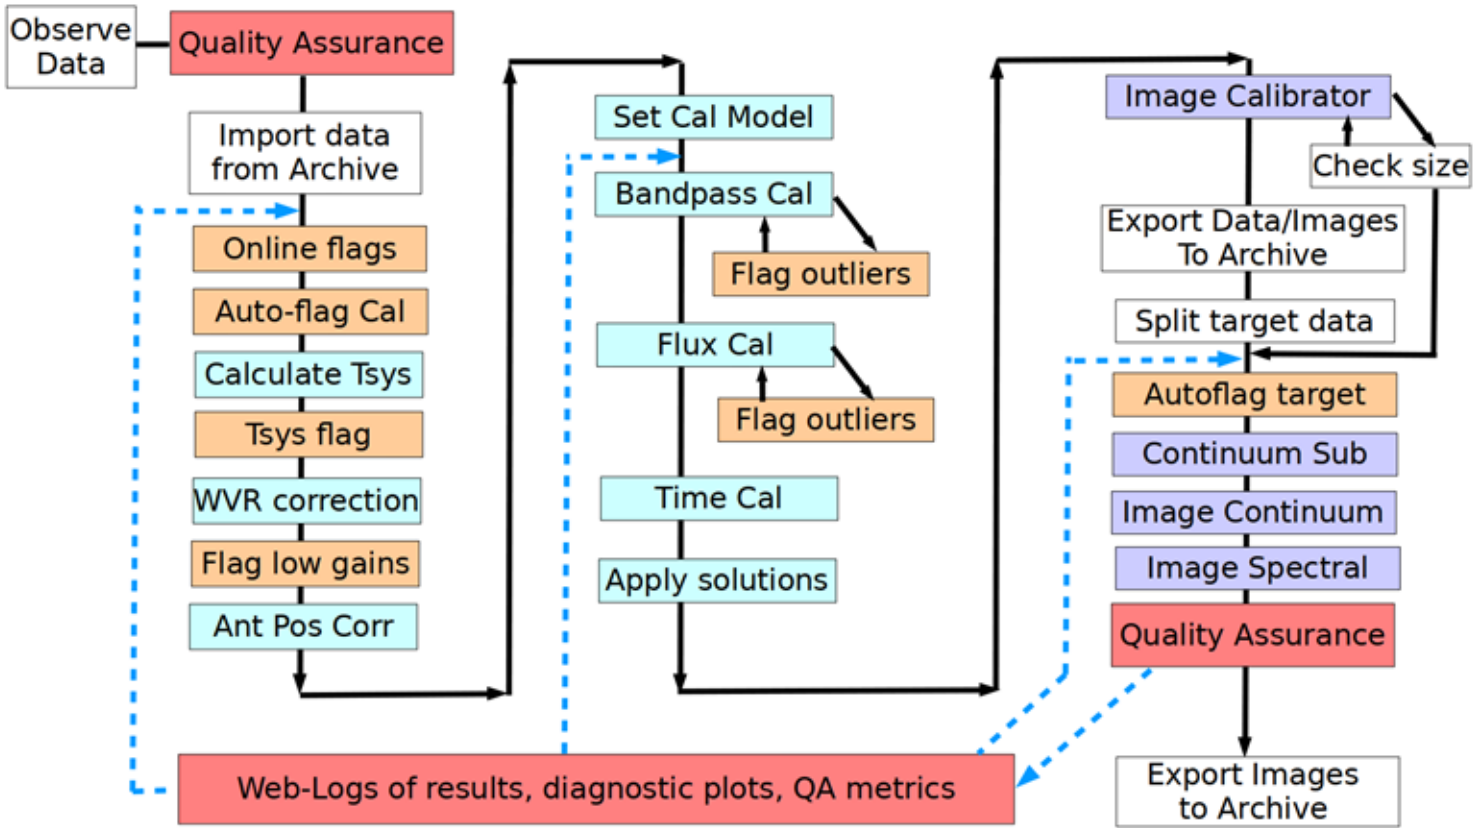 Observe
Data
Quality Assurance
Import data
from Archive
Online flags
Auto-flag Cal
Calculate Tsys
Tsys flag
WVR correction
Flag low gains
Ant Pos Corr
Set Cal Model
Bandpass Cal
Flag outliers
Flux Cal
Flag outliers
Time Cal
Apply solutions
Image Calibrator
Check size
Export Data/Images
To Archive
Split target data
Autoflag target
Continuum Sub
Image Continuum
Image Spectral
Quality Assurance
Export Images
to Archive
Web-Logs of results, diagnostic plots, QA metrics